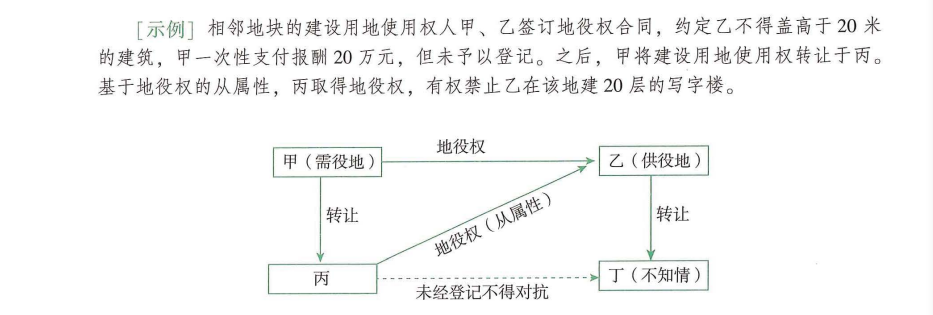 ［示例］相邻地块的建设用地使用权人甲、乙签订地役权合同，约定乙不得盖高于 20 米
的建筑，甲一次性支付报酬 20 万元，但未予以登记。之后，甲将建设用地使用权转让于丙。
基于地役权的从属性，丙取得地役权，有权禁止乙在该地建 20 层的写字楼。
地役权
甲（需役地）
乙（供役地）
转让
地役权（从属性）
转让
丙
丁（不知情）
未经登记不得对抗